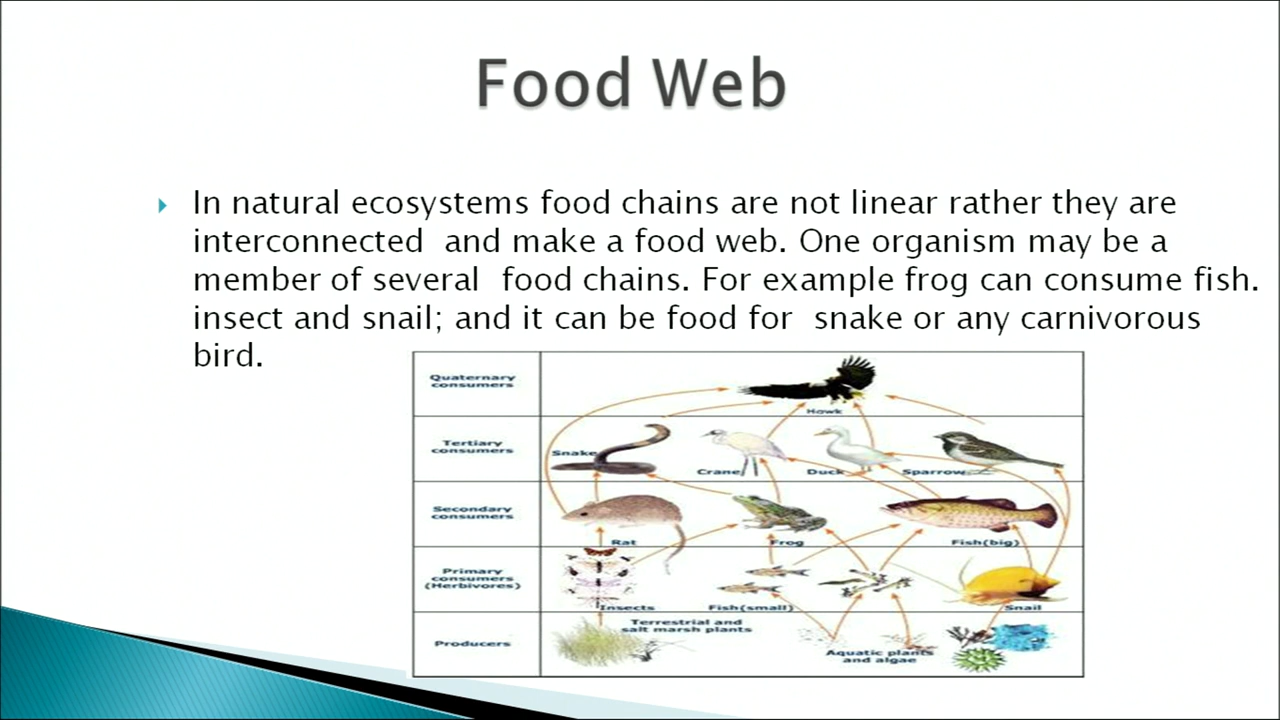 Food Web
In natural ecosystems food chains are not linear rather they are
interconnected and make a food web. One organism may be a
member of several food chains. For example frog can consume fish.
insect and snail; and it can be food for snake or any carnivorous
bird.
Quaternary
consumers
Howk
Tertiary
consumers
Snake
Crane
Duck
Sparrow
Secondary
consumers
Rat
Frog
Fish(big)
Primary
consumers
(Herbivores)
Insects
Fish(small)
Snail
Producers
Terrestrial and
salt marsh plants
Aquatic plants
and algae